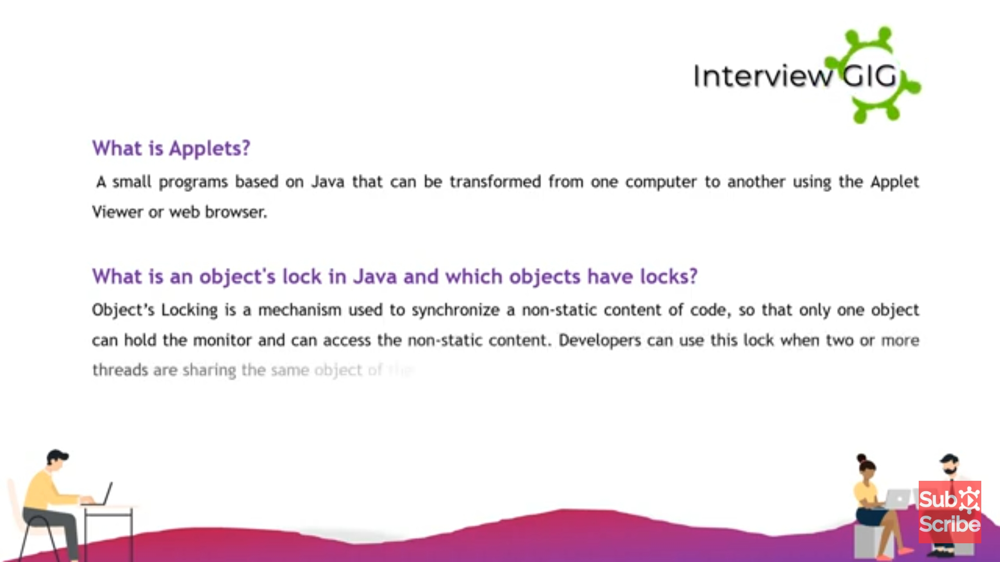 Interview GIG
What is Applets?
A small programs based on Java that can be transformed from one computer to another using the Applet
Viewer or web browser.
What is an object's lock in Java and which objects have locks?
Object’s Locking is a mechanism used to synchronize a non-static content of code, so that only one object
can hold the monitor and can access the non-static content. Developers can use this lock when two or more
threads are sharing the same object of the
Sub
Scribe